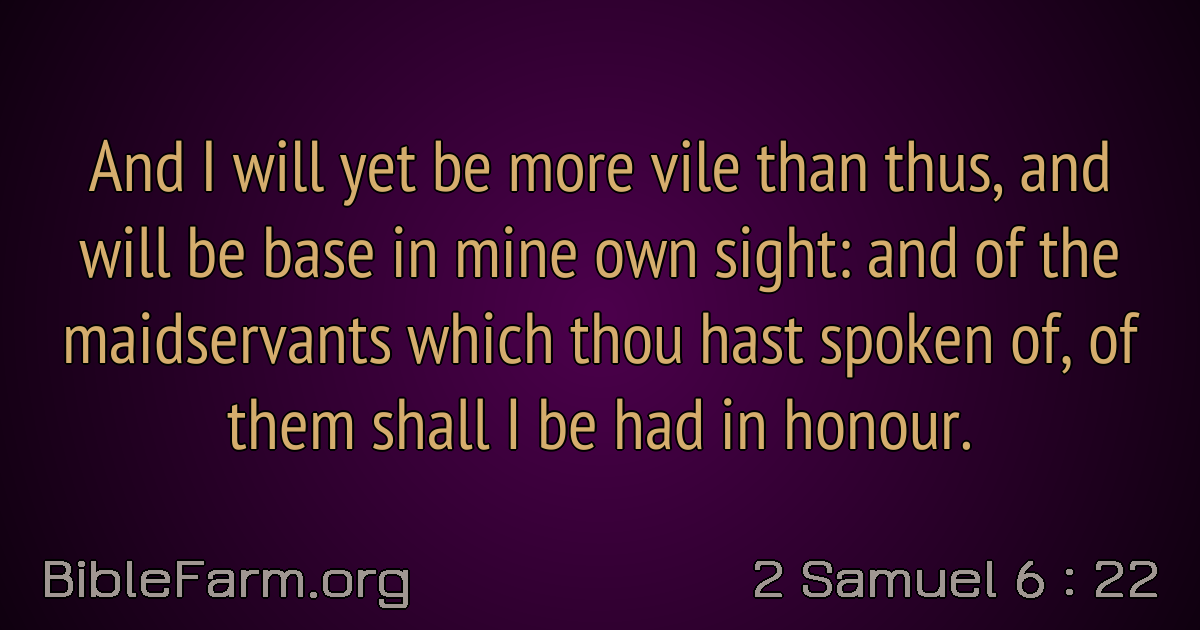 And I will yet be more vile than thus, and
will be base in mine own sight: and of the
maidservants which thou hast spoken of, of
them shall I be had in honour.
BibleFarm.org
2 Samuel 6 : 22